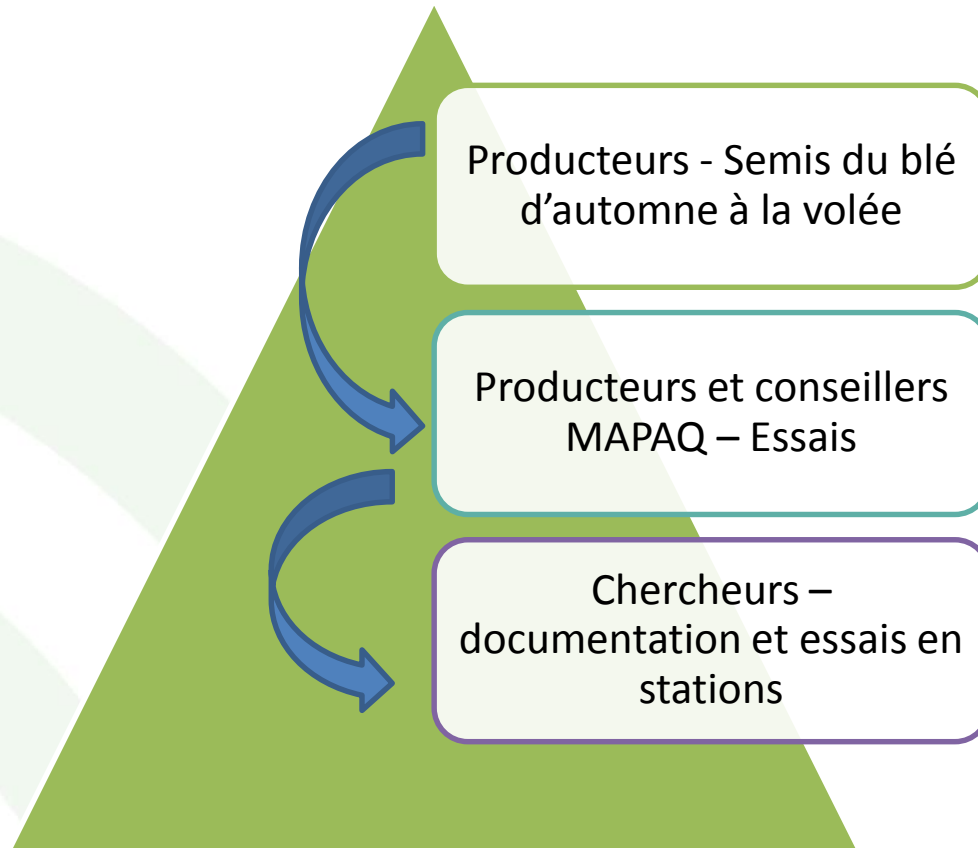 Producteurs - Semis du blé
d’automne à la volée
Producteurs et conseillers
MAPAQ – Essais
Chercheurs –
documentation et essais en
stations